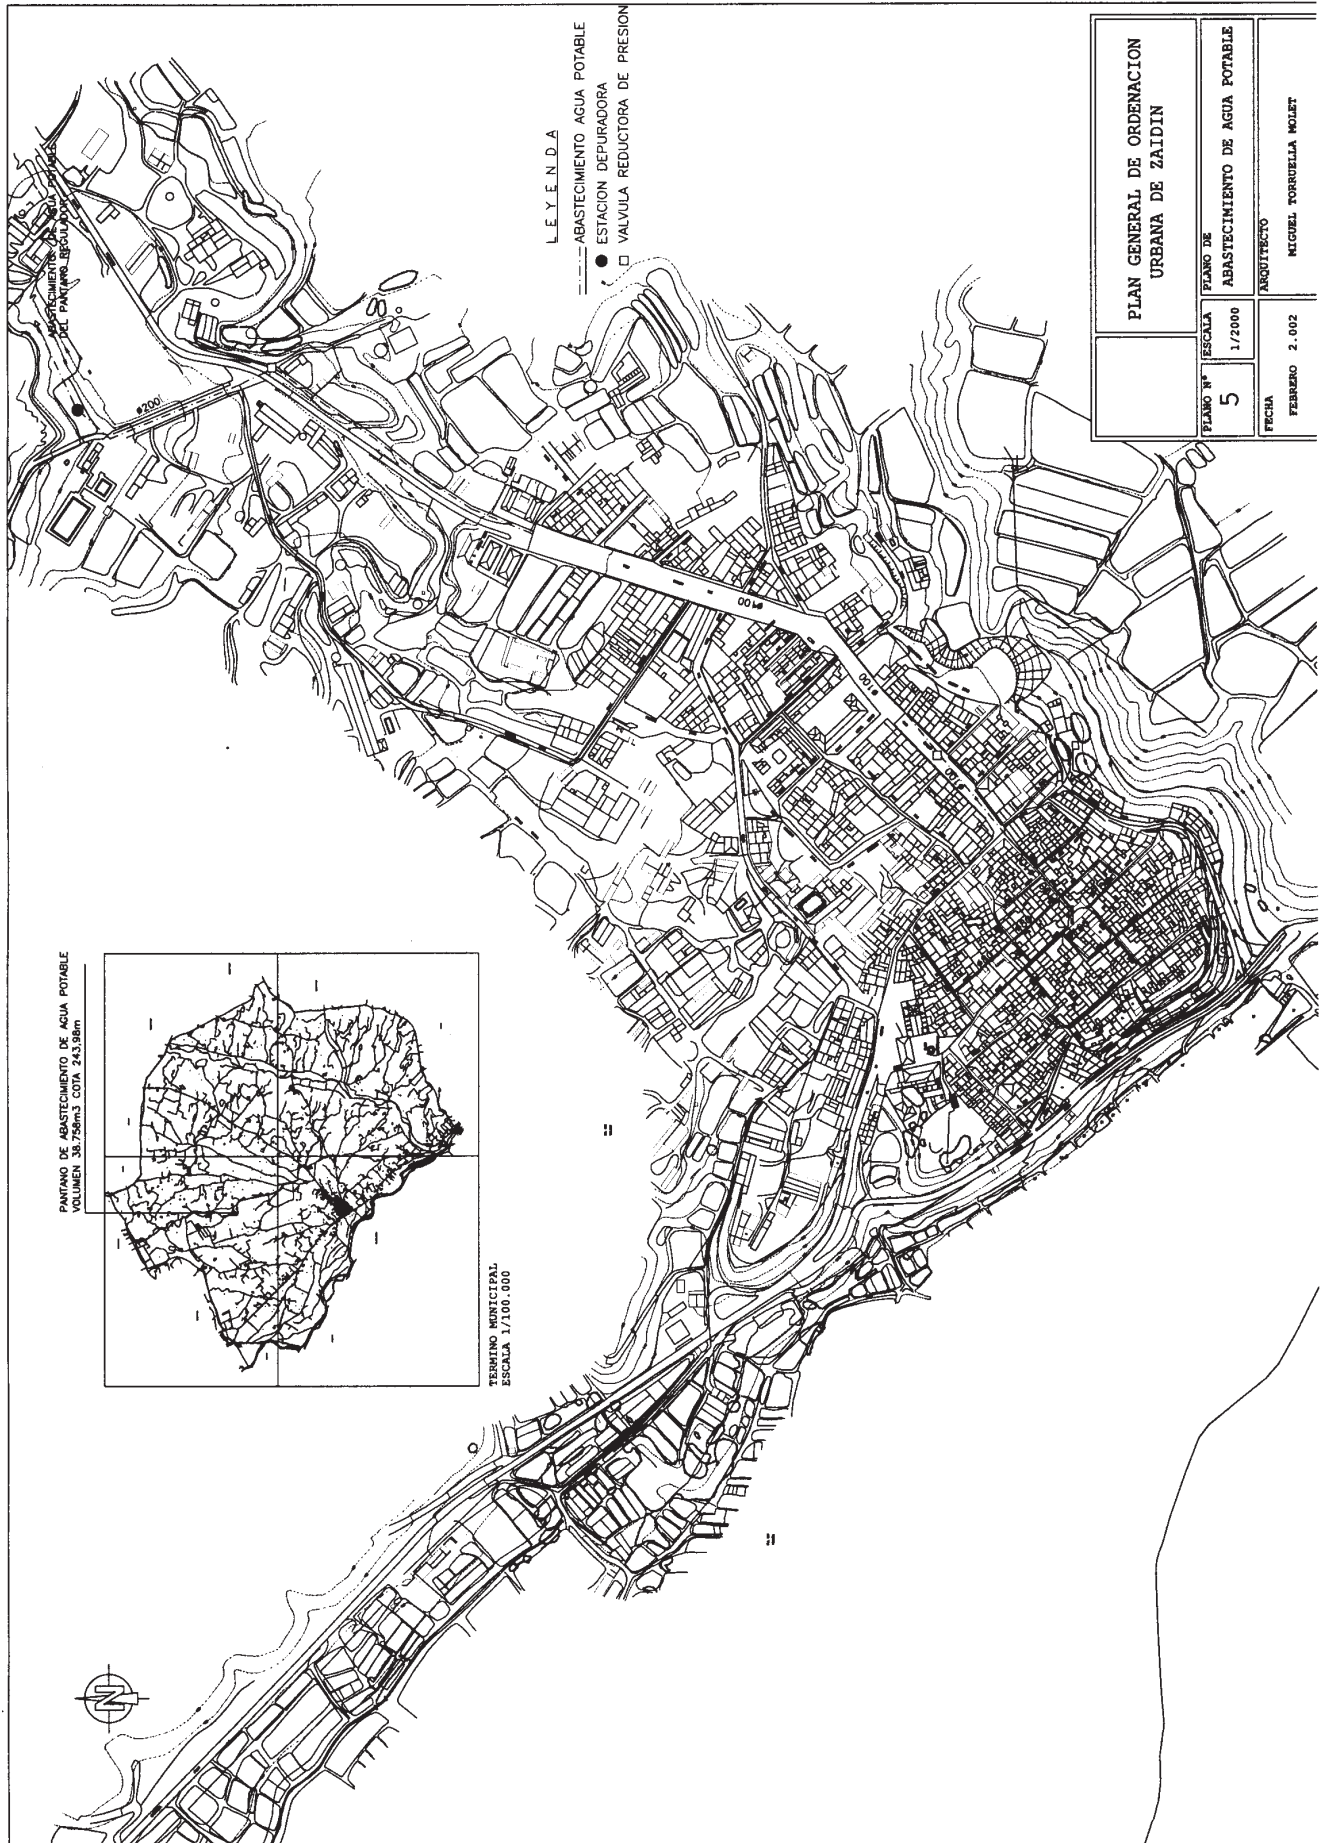 PANTANO DE ABASTECIMIENTO DE AGUA POTABLE
VOLUMEN 38.758m3 COTA 243,98m
TERMINO MUNICIPAL
ESCALA 1/100.000
N
ABASTECIMIENTO DE AGUA POTABLE
DEL PANTANO REGULADOR
ø200
ø100
ø100
ø100
LEYENDA
ABASTECIMIENTO AGUA POTABLE
ESTACION DEPURADORA
VALVULA REDUCTORA DE PRESION
PLAN GENERAL DE ORDENACION
URBANA DE ZAIDIN
PLANO Nº
5
ESCALA
1/2000
PLANO DE
ABASTECIMIENTO DE AGUA POTABLE
FECHA
FEBRERO 2.002
ARQUITECTO
MIGUEL TORRUELLA MOLET